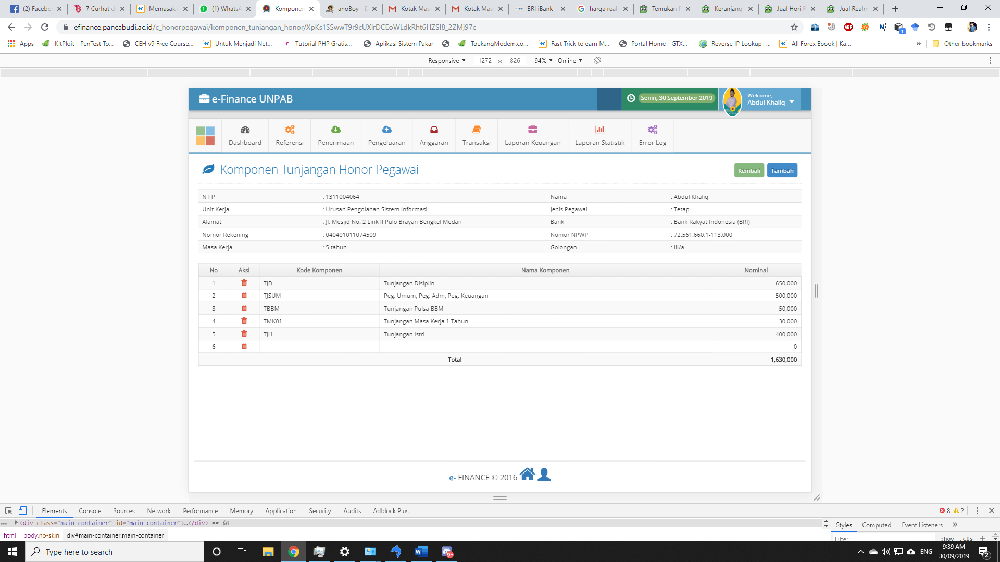 (2) Facebo
7 Curhat d
Memasak
(1) WhatsA
Komponen
anoBoy - D
Kotak Mas
Kotak Mas
BRI iBank
harga real
Temukan P
Keranjang
Jual Hori R
Jual Realm
efinance.pancabudi.ac.id/c_honorpegawai/komponen_tunjangan_honor/XpKs1SSwwT9r9cUXlrDCEoWLdkRht6HZSI8_2ZMj97c
Apps
KitPloit - PenTest To...
CEH v9 Free Course...
Untuk Menjadi Net...
Tutorial PHP Gratis...
Aplikasi Sistem Pakar
ToekangModem.co...
Fast Trick to earn M...
Portal Home - GTX...
Reverse IP Lookup -...
All Forex Ebook | Ka...
» Other bookmarks
Responsive ▼ 1272 × 826 94% ▼ Online ▼
e-Finance UNPAB
Senin, 30 September 2019
Welcome,
Abdul Khaliq
Dashboard
Referensi
Penerimaan
Pengeluaran
Anggaran
Transaksi
Laporan Keuangan
Laporan Statistik
Error Log
Komponen Tunjangan Honor Pegawai
Kembali
Tambah
N I P : 1311004064 Nama : Abdul Khaliq
Unit Kerja : Urusan Pengolahan Sistem Informasi Jenis Pegawai : Tetap
Alamat : Jl. Mesjid No. 2 Link II Pulo Brayan Bengkel Medan Bank : Bank Rakyat Indonesia (BRI)
Nomor Rekening : 040401011074509 Nomor NPWP : 72.561.660.1-113.000
Masa Kerja : 5 tahun Golongan : III/a
No Aksi Kode Komponen Nama Komponen Nominal
1 TJD Tunjangan Disiplin 650,000
2 TJSUM Peg. Umum, Peg. Adm, Peg. Keuangan 500,000
3 TBBM Tunjangan Pulsa BBM 50,000
4 TMK01 Tunjangan Masa Kerja 1 Tahun 30,000
5 TJi1 Tunjangan Istri 400,000
6 0
Total 1,630,000
e- FINANCE © 2016
Elements Console Sources Network Performance Memory Application Security Audits Adblock Plus
8 2
... ▶<div class="main-container" id="main-container">…</div> == $0
Styles Computed Event Listeners »
html body.no-skin div#main-container.main-container
Filter :hov .cls +
Type here to search
9+
ENG
9:39 AM
30/09/2019
2